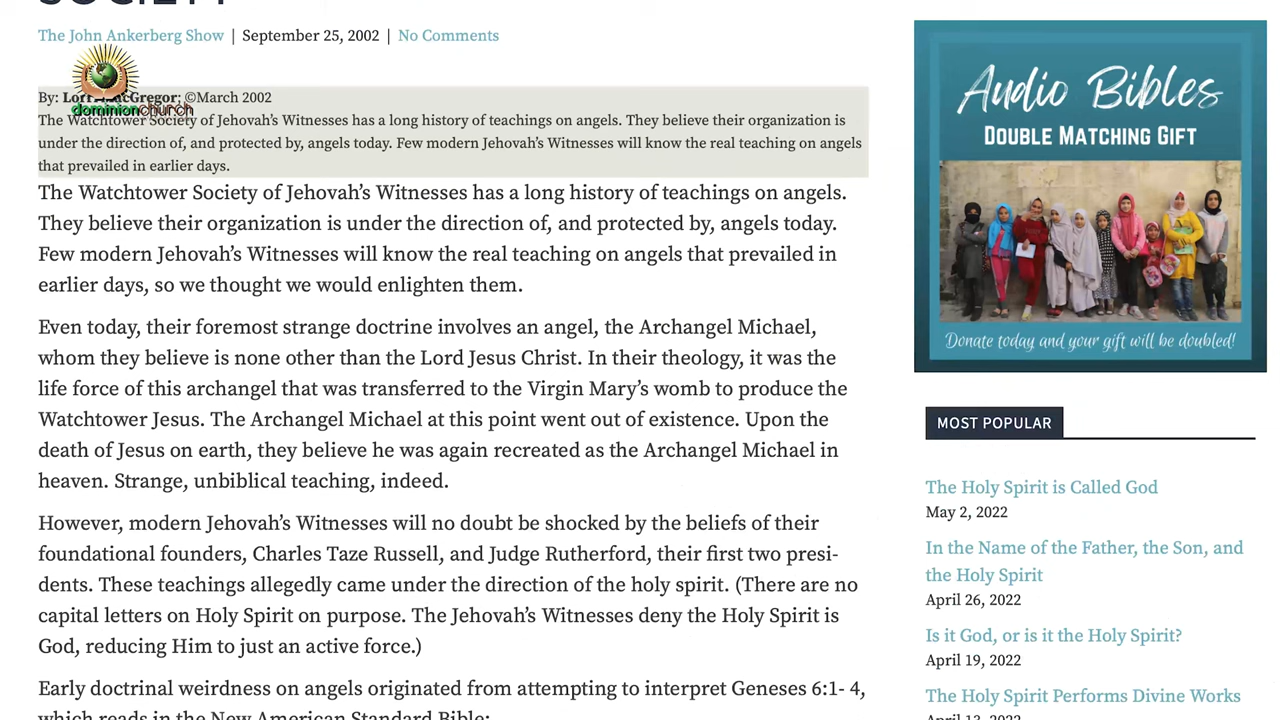 The John Ankerberg Show | September 25, 2002 | No Comments
By: Lorri MacGregor; ©March 2002
dominionchurch
The Watchtower Society of Jehovah’s Witnesses has a long history of teachings on angels. They believe their organization is
under the direction of, and protected by, angels today. Few modern Jehovah’s Witnesses will know the real teaching on angels
that prevailed in earlier days.
The Watchtower Society of Jehovah’s Witnesses has a long history of teachings on angels.
They believe their organization is under the direction of, and protected by, angels today.
Few modern Jehovah’s Witnesses will know the real teaching on angels that prevailed in
earlier days, so we thought we would enlighten them.
Even today, their foremost strange doctrine involves an angel, the Archangel Michael,
whom they believe is none other than the Lord Jesus Christ. In their theology, it was the
life force of this archangel that was transferred to the Virgin Mary’s womb to produce the
Watchtower Jesus. The Archangel Michael at this point went out of existence. Upon the
death of Jesus on earth, they believe he was again recreated as the Archangel Michael in
heaven. Strange, unbiblical teaching, indeed.
However, modern Jehovah’s Witnesses will no doubt be shocked by the beliefs of their
foundational founders, Charles Taze Russell, and Judge Rutherford, their first two presi-
dents. These teachings allegedly came under the direction of the holy spirit. (There are no
capital letters on Holy Spirit on purpose. The Jehovah’s Witnesses deny the Holy Spirit is
God, reducing Him to just an active force.)
Early doctrinal weirdness on angels originated from attempting to interpret Geneses 6:1- 4,
which reads in the New American Standard Bible:
Audio Bibles
DOUBLE MATCHING GIFT
Donate today and your gift will be doubled!
MOST POPULAR
The Holy Spirit is Called God
May 2, 2022
In the Name of the Father, the Son, and
the Holy Spirit
April 26, 2022
Is it God, or is it the Holy Spirit?
April 19, 2022
The Holy Spirit Performs Divine Works